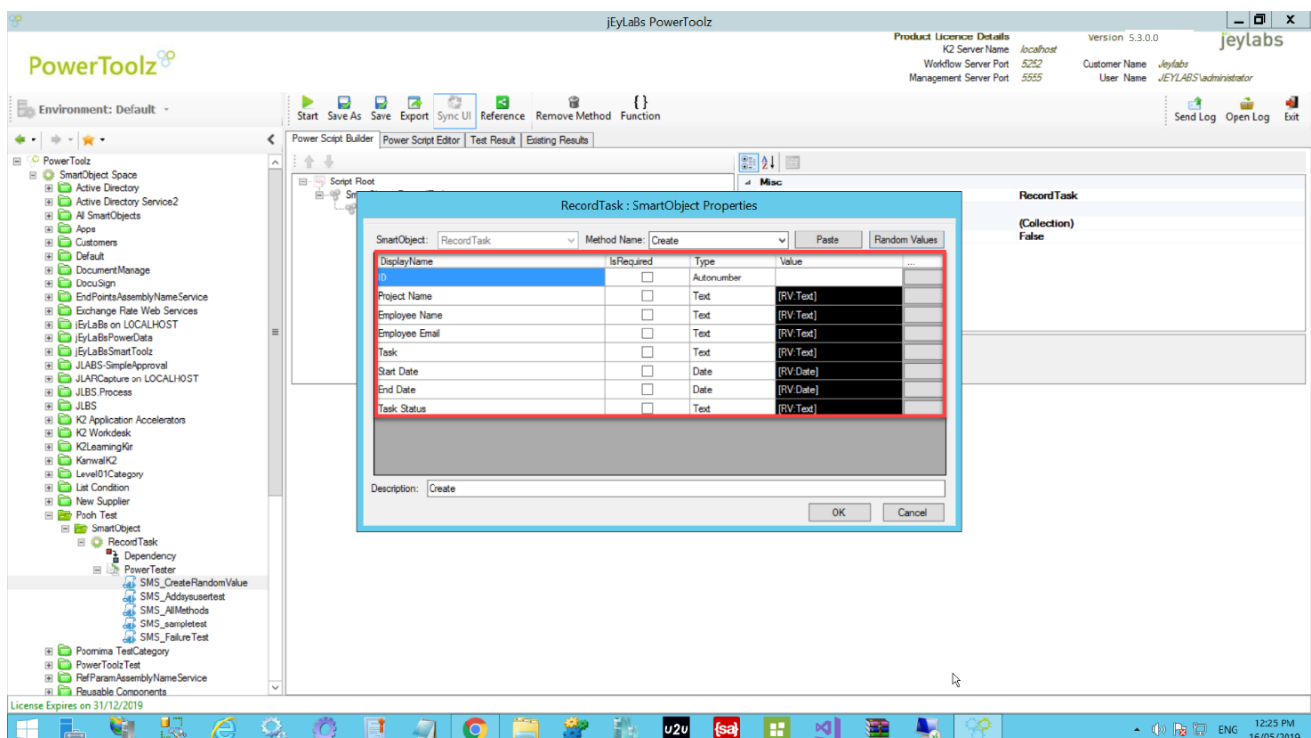 jEyLaBs PowerToolz
PowerToolz
Product Licence Details
K2 Server Name localhost
Workflow Server Port 5252
Management Server Port 5555
Version 5.3.0.0
Customer Name Jeylabs
User Name JEYLABS\administrator
jeylabs
Environment: Default
Start Save As Save Export Sync UI Reference Remove Method Function
Send Log Open Log Exit
Power Script Builder Power Script Editor Test Result Existing Results
PowerToolz
SmartObject Space
Active Directory
Active Directory Service2
All SmartObjects
Apps
Customers
Default
DocumentManage
DocuSign
EndPointsAssemblyNameService
Exchange Rate Web Services
jEyLaBs on LOCALHOST
jEyLaBsPowerData
jEyLaBsSmartToolz
JLABS-SimpleApproval
JLARCapture on LOCALHOST
JLBS.Process
JLBS
K2 Application Accelerators
K2 Workdesk
K2LearningKir
KanwalK2
Level01Category
List Condition
New Supplier
Pooh Test
SmartObject
RecordTask
Dependency
PowerTester
SMS_CreateRandomValue
SMS_Addsysusertest
SMS_AllMethods
SMS_sampletest
SMS_FailureTest
Poornima TestCategory
PowerToolzTest
RefParamAssemblyNameService
Reusable Components
Script Root
Misc
RecordTask
(Collection)
False
RecordTask : SmartObject Properties
SmartObject: RecordTask Method Name: Create Paste Random Values
DisplayName IsRequired Type Value ...
ID Autonumber
Project Name Text [RV:Text]
Employee Name Text [RV:Text]
Employee Email Text [RV:Text]
Task Text [RV:Text]
Start Date Date [RV:Date]
End Date Date [RV:Date]
Task Status Text [RV:Text]
Description: Create
OK Cancel
License Expires on 31/12/2019
U2U {sa}
ENG 12:25 PM
16/05/2019